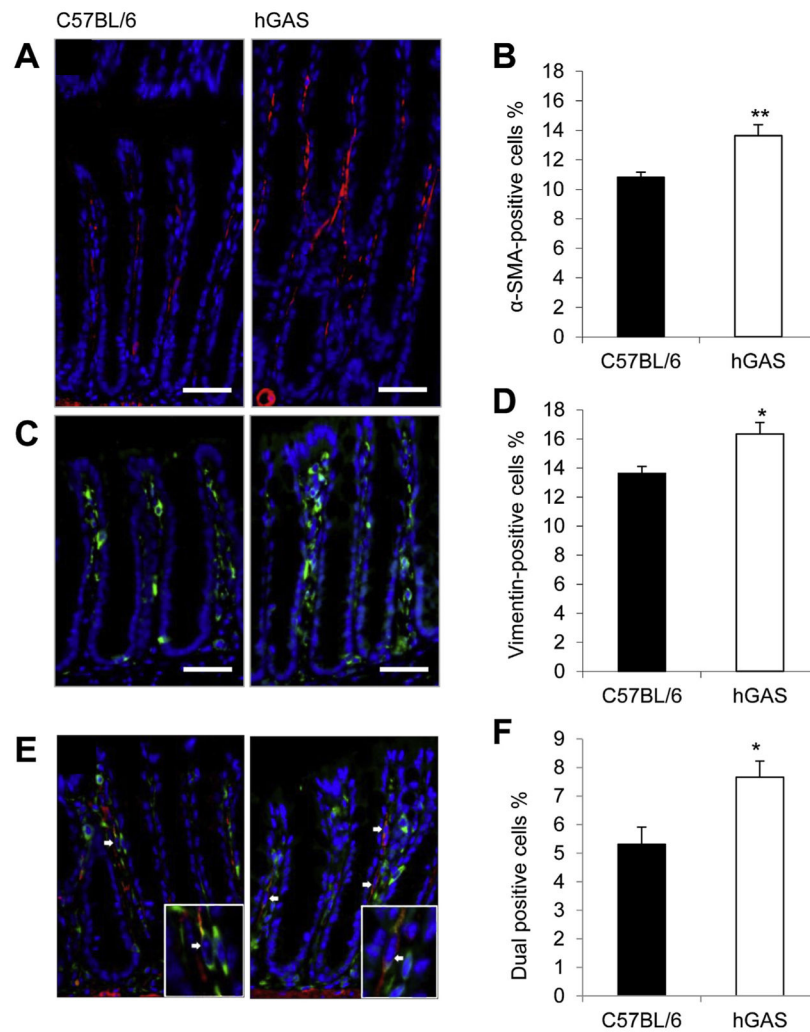 C57BL/6 hGAS
A
B
18
16
14
12
10
8
6
4
2
0
α-SMA-positive cells %
**
C57BL/6 hGAS
C
D
18
16
14
12
10
8
6
4
2
0
Vimentin-positive cells %
*
C57BL/6 hGAS
E
F
9
8
7
6
5
4
3
2
1
0
Dual positive cells %
*
C57BL/6 hGAS